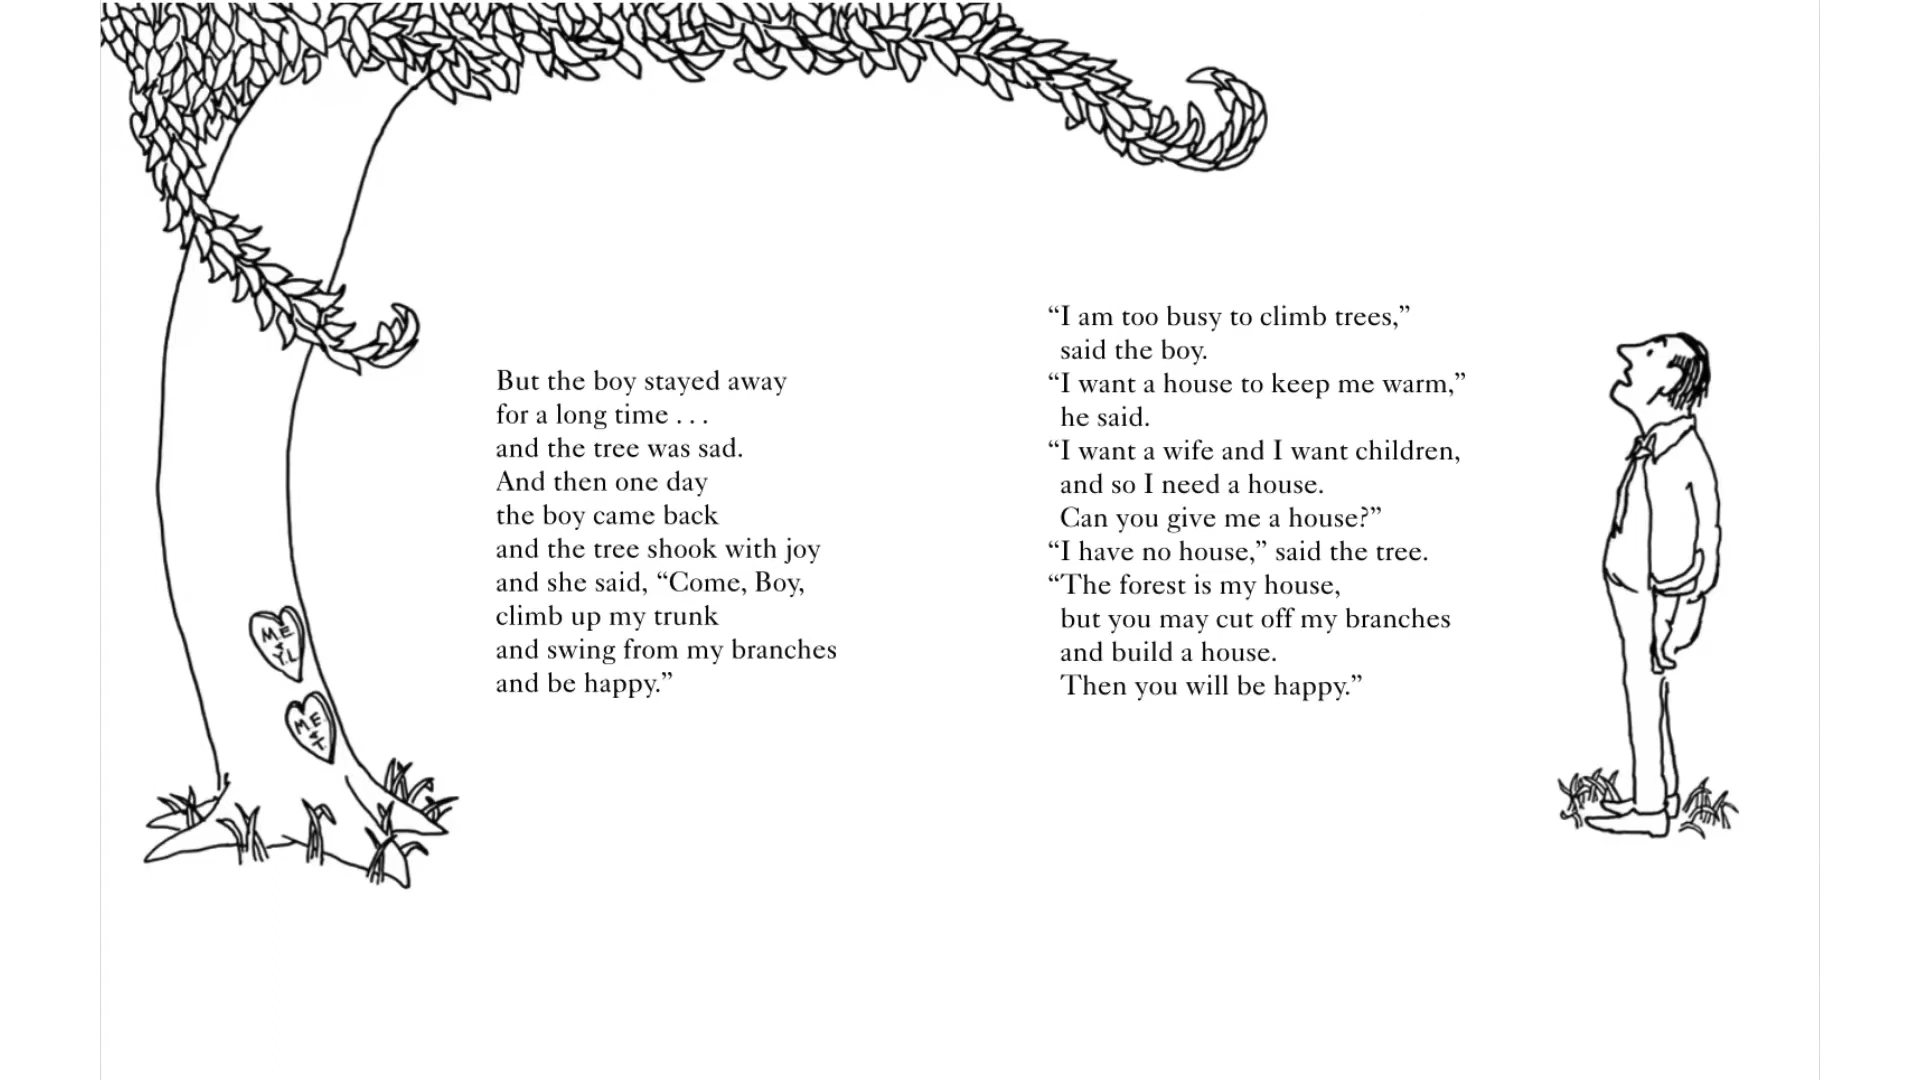 But the boy stayed away
for a long time . . .
and the tree was sad.
And then one day
the boy came back
and the tree shook with joy
and she said, “Come, Boy,
climb up my trunk
and swing from my branches
and be happy.”
“I am too busy to climb trees,”
said the boy.
“I want a house to keep me warm,”
he said.
“I want a wife and I want children,
and so I need a house.
Can you give me a house?”
“I have no house,” said the tree.
“The forest is my house,
but you may cut off my branches
and build a house.
Then you will be happy.”
M.E.
+
Y.L.
M.E.
+
T.